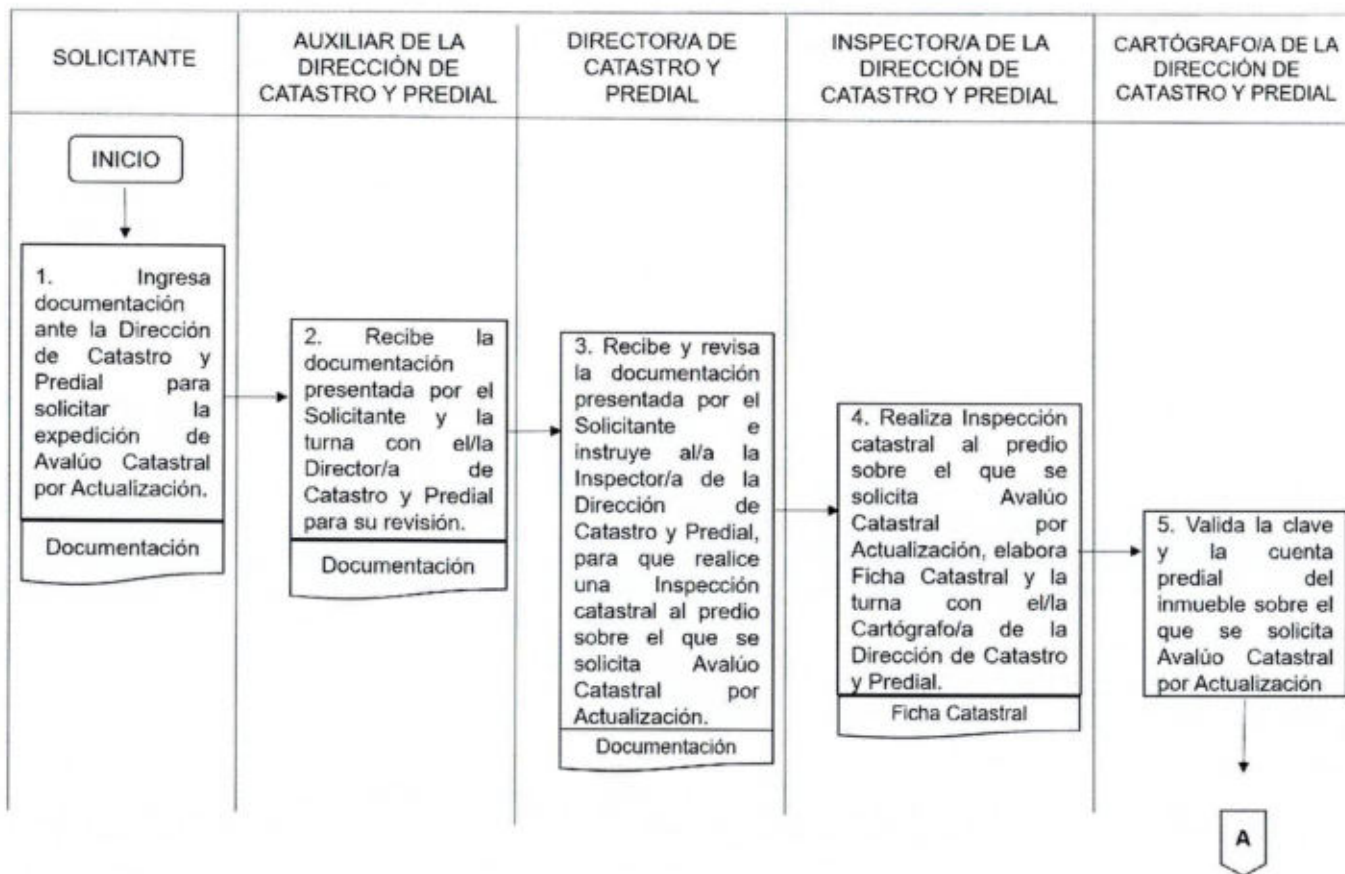 SOLICITANTE
AUXILIAR DE LA
DIRECCIÓN DE
CATASTRO Y PREDIAL
DIRECTOR/A DE
CATASTRO Y
PREDIAL
INSPECTOR/A DE LA
DIRECCIÓN DE
CATASTRO Y PREDIAL
CARTÓGRAFO/A DE LA
DIRECCIÓN DE
CATASTRO Y PREDIAL
INICIO
1. Ingresa
documentación
ante la Dirección
de Catastro y
Predial para
solicitar la
expedición de
Avalúo Catastral
por Actualización.
Documentación
2. Recibe la
documentación
presentada por el
Solicitante y la
turna con el/la
Director/a de
Catastro y Predial
para su revisión.
Documentación
3. Recibe y revisa
la documentación
presentada por el
Solicitante e
instruye al/a la
Inspector/a de la
Dirección de
Catastro y Predial,
para que realice
una Inspección
catastral al predio
sobre el que se
solicita Avalúo
Catastral por
Actualización.
Documentación
4. Realiza Inspección
catastral al predio
sobre el que se
solicita Avalúo
Catastral por
Actualización, elabora
Ficha Catastral y la
turna con el/la
Cartógrafo/a de la
Dirección de Catastro
y Predial.
Ficha Catastral
5. Valida la clave
y la cuenta
predial del
inmueble sobre el
que se solicita
Avalúo Catastral
por Actualización
A